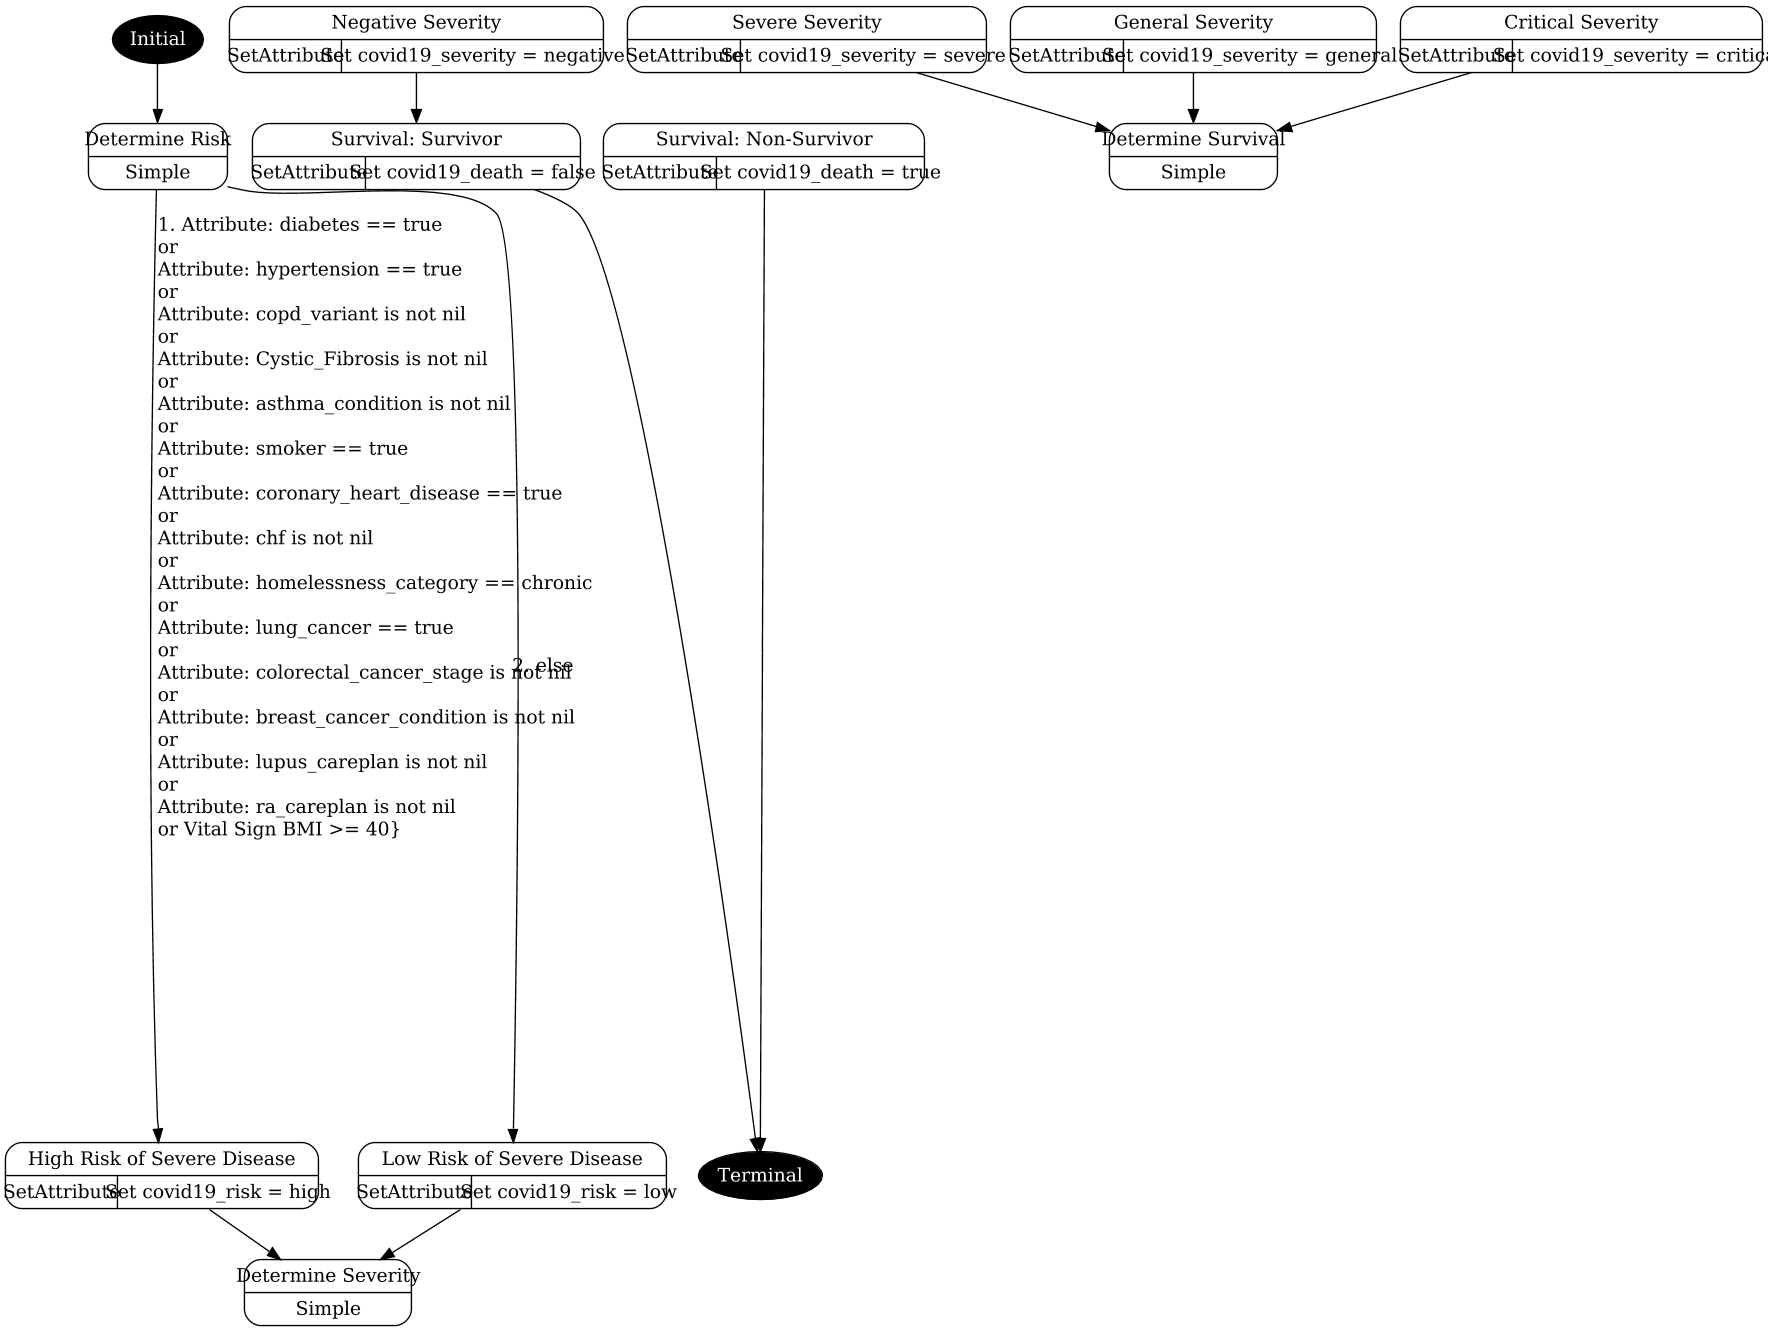 Initial
Negative Severity
SetAttribute
Set covid19_severity = negative
Severe Severity
SetAttribute
Set covid19_severity = severe
General Severity
SetAttribute
Set covid19_severity = general
Critical Severity
SetAttribute
Set covid19_severity =
Determine Risk
Simple
Survival: Survivor
SetAttribute
Set covid19_death = false
Survival: Non-Survivor
SetAttribute
Set covid19_death = true
Determine Survival
Simple
1. Attribute: diabetes == true
or
Attribute: hypertension == true
or
Attribute: copd_variant is not nil
or
Attribute: Cystic_Fibrosis is not nil
or
Attribute: asthma_condition is not nil
or
Attribute: smoker == true
or
Attribute: coronary_heart_disease == true
or
Attribute: chf is not nil
or
Attribute: homelessness_category == chronic
or
Attribute: lung_cancer == true
or
Attribute: colorectal_cancer_stage is not nil
or
Attribute: breast_cancer_condition is not nil
or
Attribute: lupus_careplan is not nil
or
Attribute: ra_careplan is not nil
or Vital Sign BMI >= 40}
2. else
High Risk of Severe Disease
SetAttribute
Set covid19_risk = high
Low Risk of Severe Disease
SetAttribute
Set covid19_risk = low
Terminal
Determine Severity
Simple